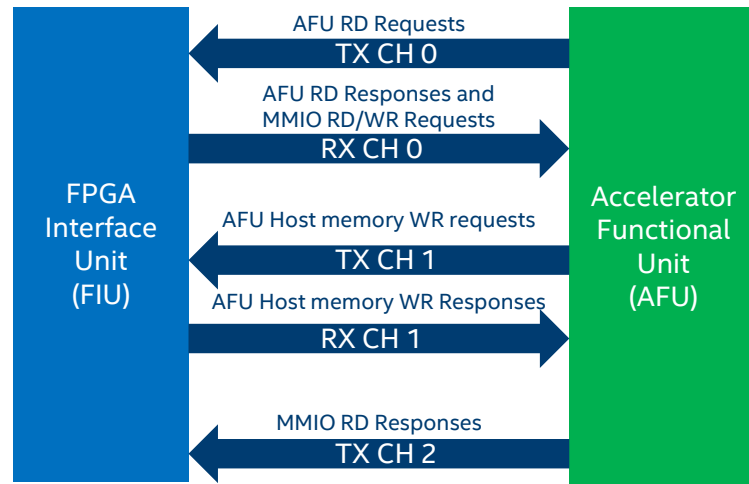 AFU RD Requests
TX CH 0
AFU RD Responses and
MMIO RD/WR Requests
RX CH 0
FPGA
Interface
Unit
(FIU)
AFU Host memory WR requests
TX CH 1
Accelerator
Functional
Unit
(AFU)
AFU Host memory WR Responses
RX CH 1
MMIO RD Responses
TX CH 2